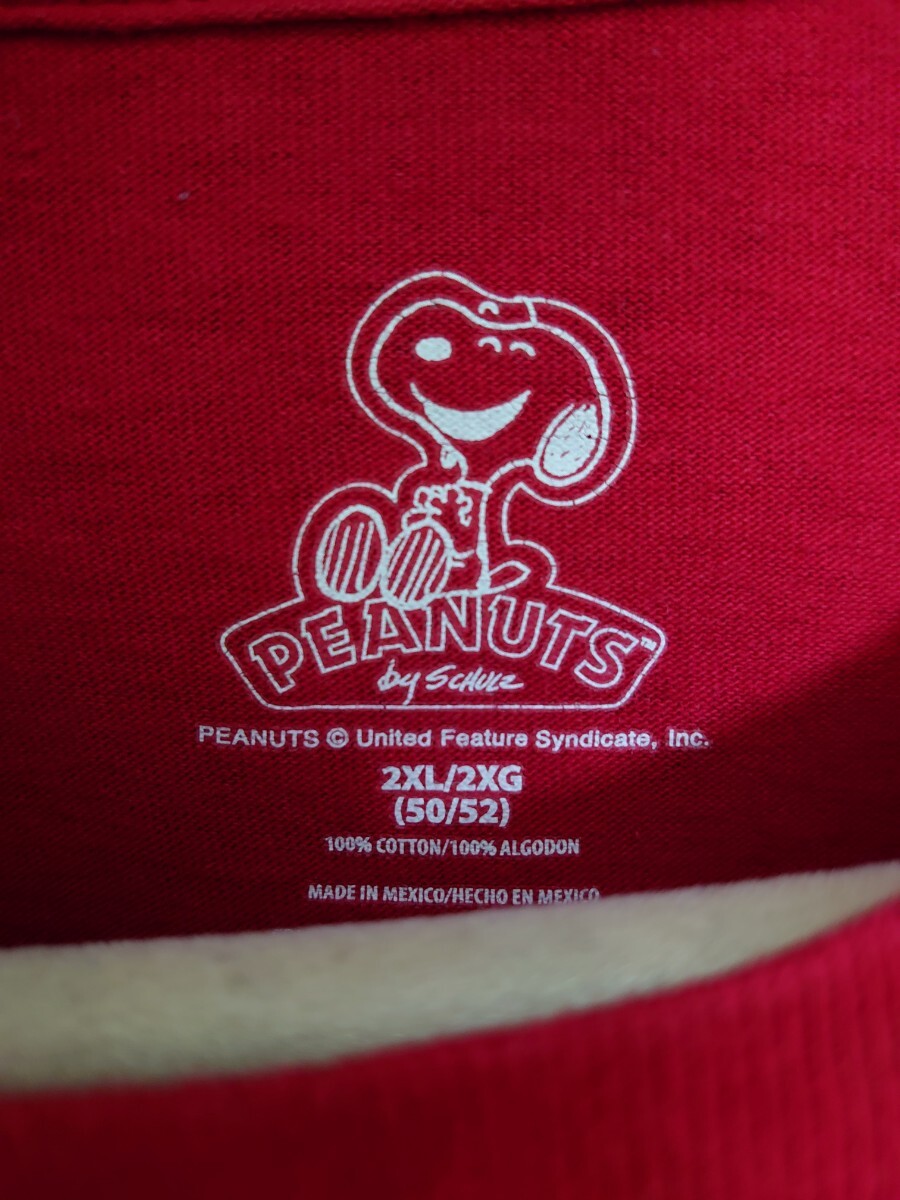 PEANUTS™
by SCHULZ
PEANUTS © United Feature Syndicate, Inc.
2XL/2XG
(50/52)
100% COTTON/100% ALGODON
MADE IN MEXICO/HECHO EN MEXICO